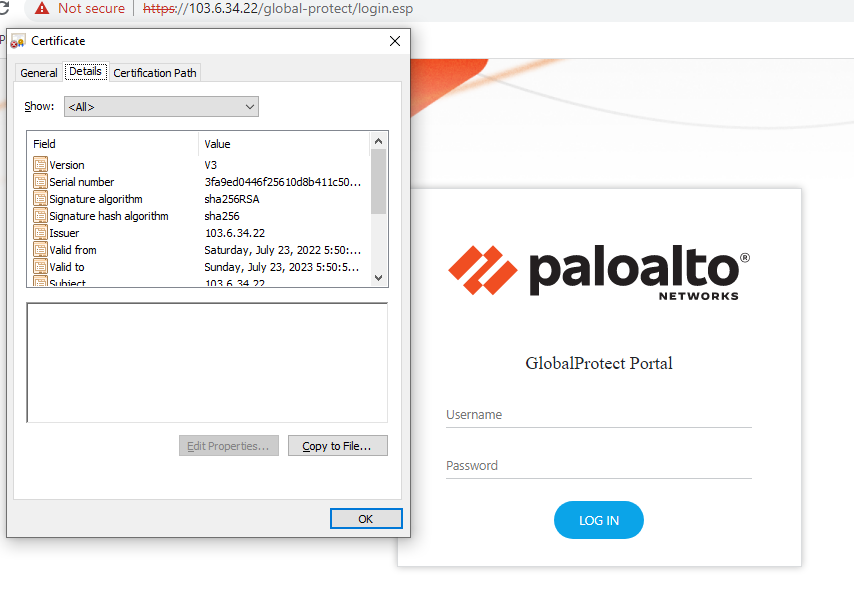 Not secure | https://103.6.34.22/global-protect/login.esp
Certificate
General Details Certification Path
Show: <All>
Field Value
Version V3
Serial number 3fa9ed0446f25610d8b411c50...
Signature algorithm sha256RSA
Signature hash algorithm sha256
Issuer 103.6.34.22
Valid from Saturday, July 23, 2022 5:50:...
Valid to Sunday, July 23, 2023 5:50:5...
Subject 103.6.34.22
Edit Properties...
Copy to File...
OK
paloalto®
NETWORKS
GlobalProtect Portal
Username
Password
LOG IN